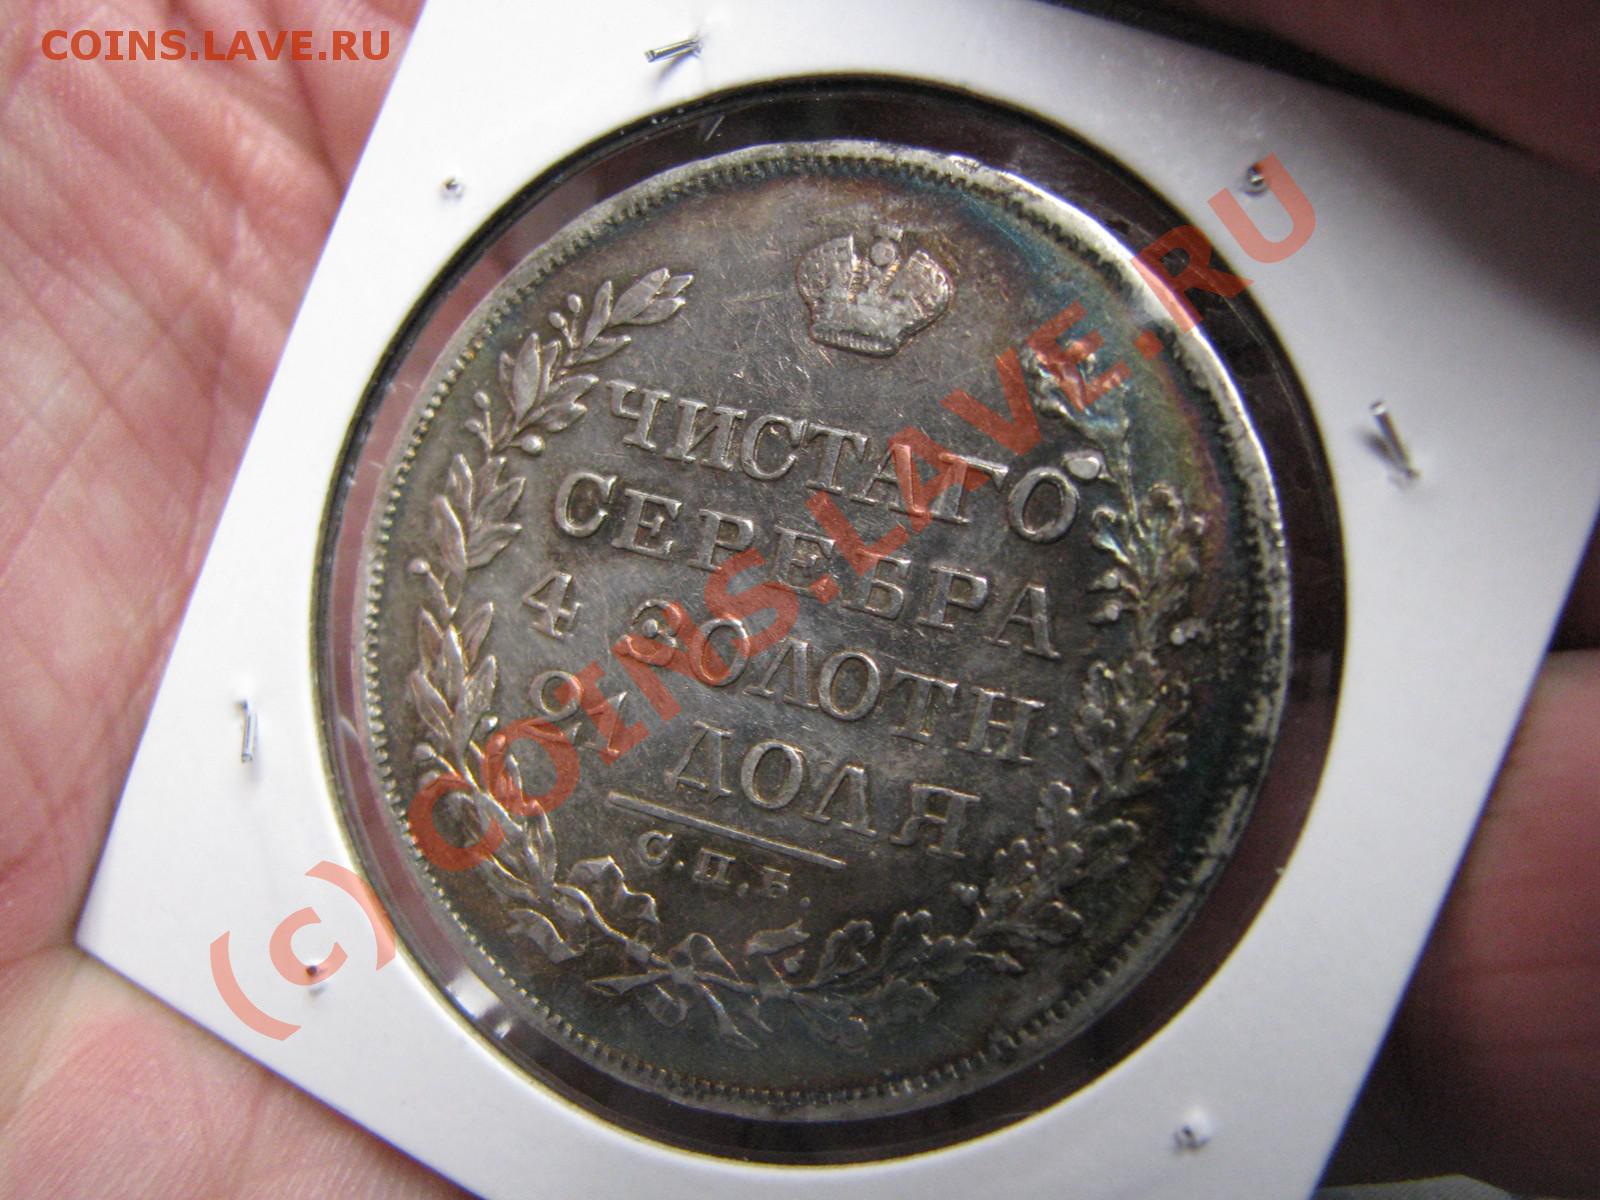 COINS.LAVE.RU
ЧИСТАГО
СЕРЕБРА
4 ЗОЛОТН.
21 ДОЛЯ
С.П.Б.
(c) COINS.LAVE.RU